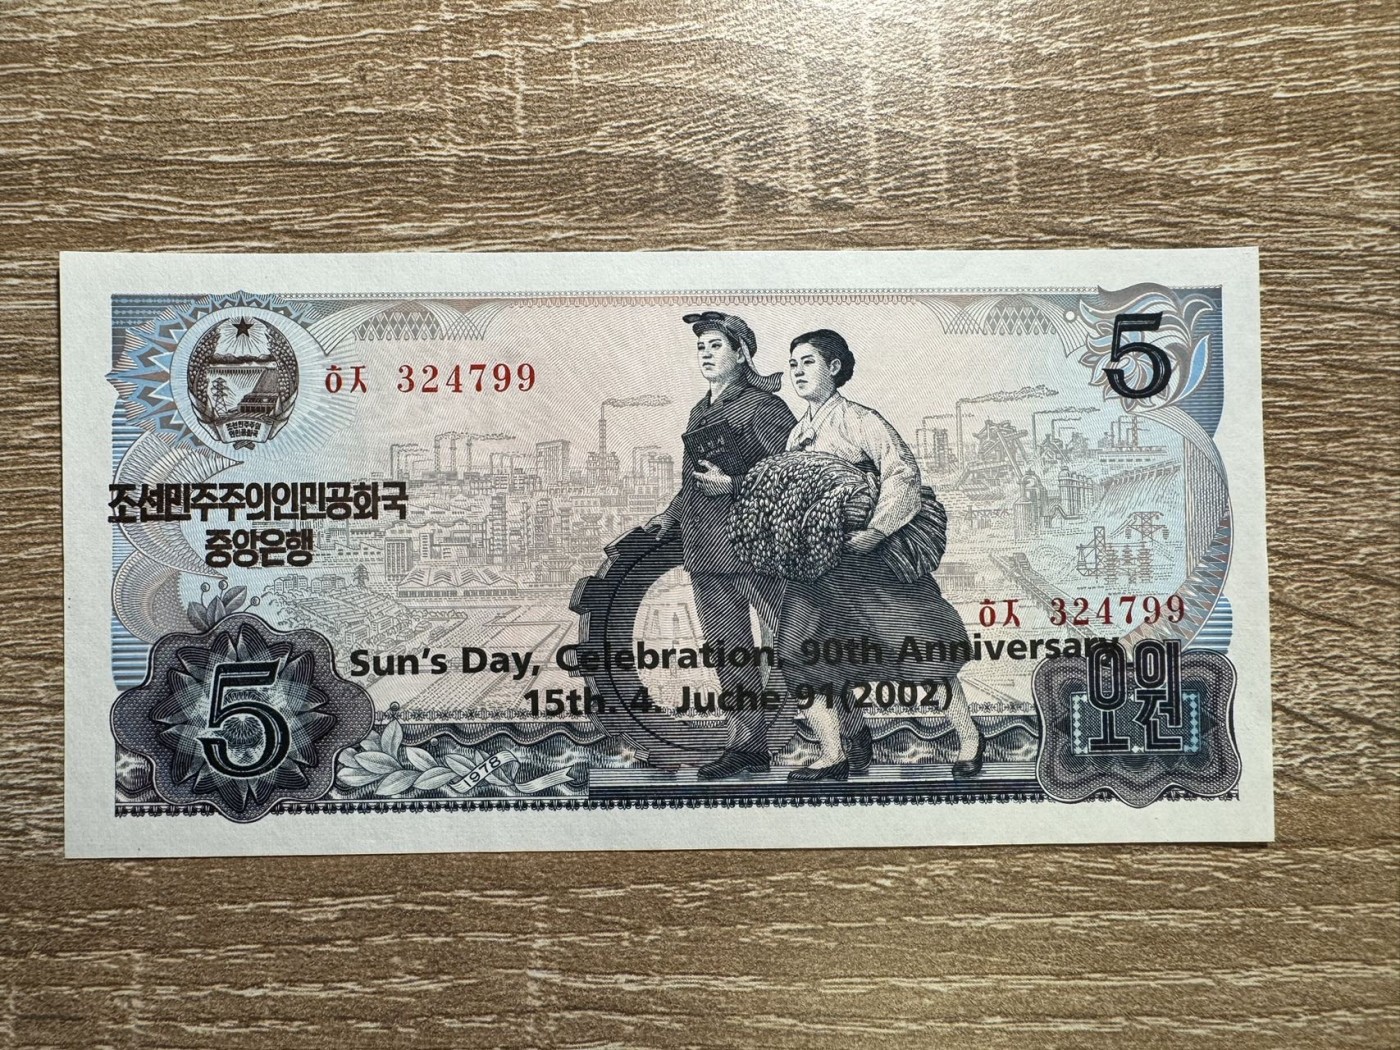 5
ㅎㅈ 324799
조선민주주의인민공화국
중앙은행
ㅎㅈ 324799
Sun's Day, Celebration, 90th Anniversary
15th. 4. Juche 91(2002)
5
1978
오원